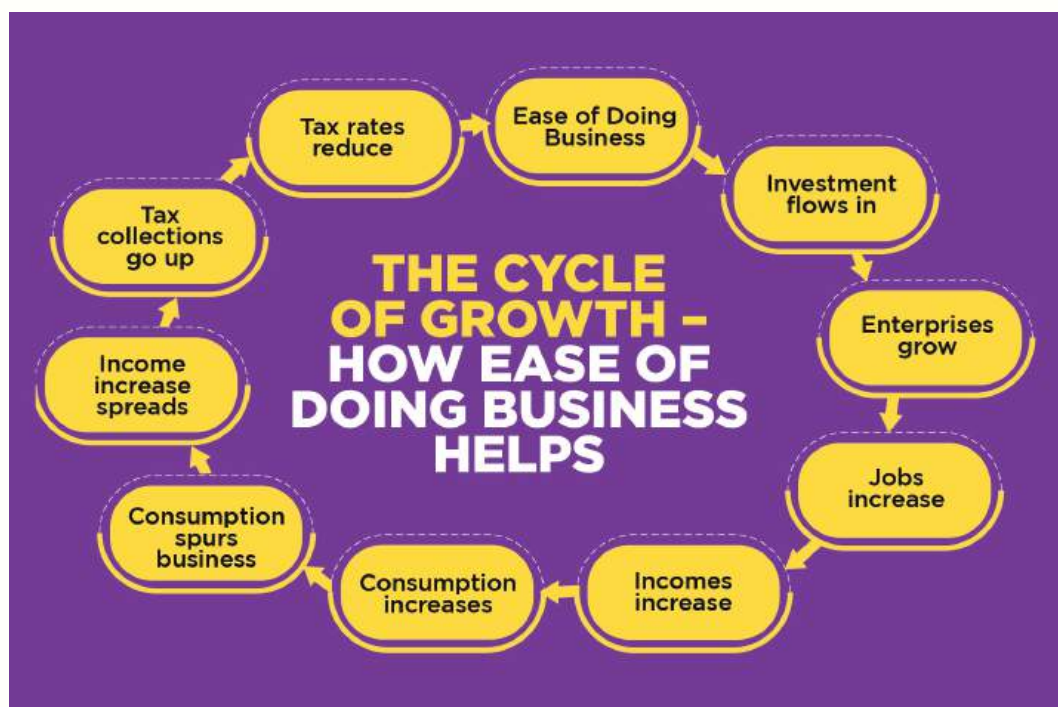 THE CYCLE
OF GROWTH –
HOW EASE OF
DOING BUSINESS
HELPS
Ease of Doing
Business
Investment
flows in
Enterprises
grow
Jobs
increase
Incomes
increase
Consumption
increases
Consumption
spurs
business
Income
increase
spreads
Tax
collections
go up
Tax rates
reduce